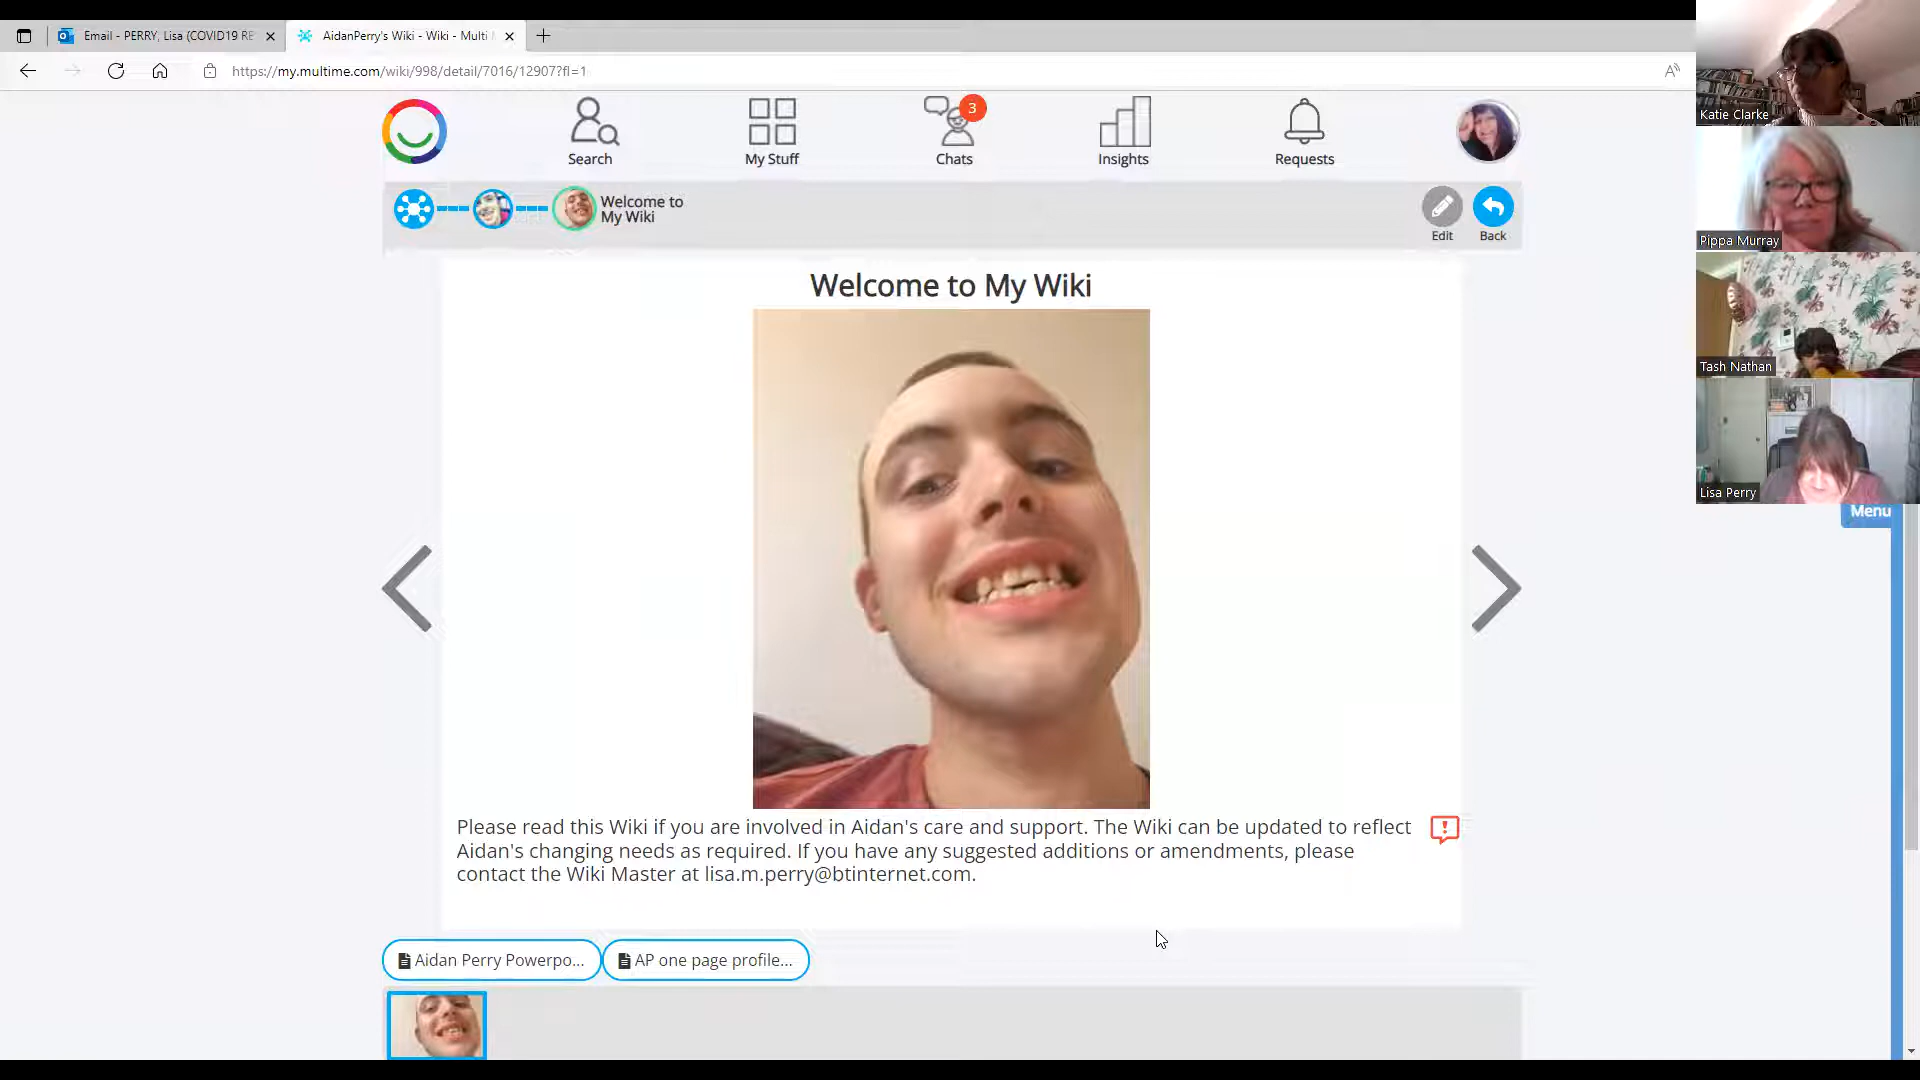 Email - PERRY, Lisa (COVID19 RE
AidanPerry's Wiki - Wiki - Multi
https://my.multime.com/wiki/998/detail/7016/12907?fl=1
3
Search
My Stuff
Chats
Insights
Requests
Welcome to
My Wiki
Edit
Back
Welcome to My Wiki
Please read this Wiki if you are involved in Aidan's care and support. The Wiki can be updated to reflect
Aidan's changing needs as required. If you have any suggested additions or amendments, please
contact the Wiki Master at lisa.m.perry@btinternet.com.
Aidan Perry Powerpo...
AP one page profile...
Katie Clarke
Pippa Murray
Tash Nathan
Lisa Perry
Menu